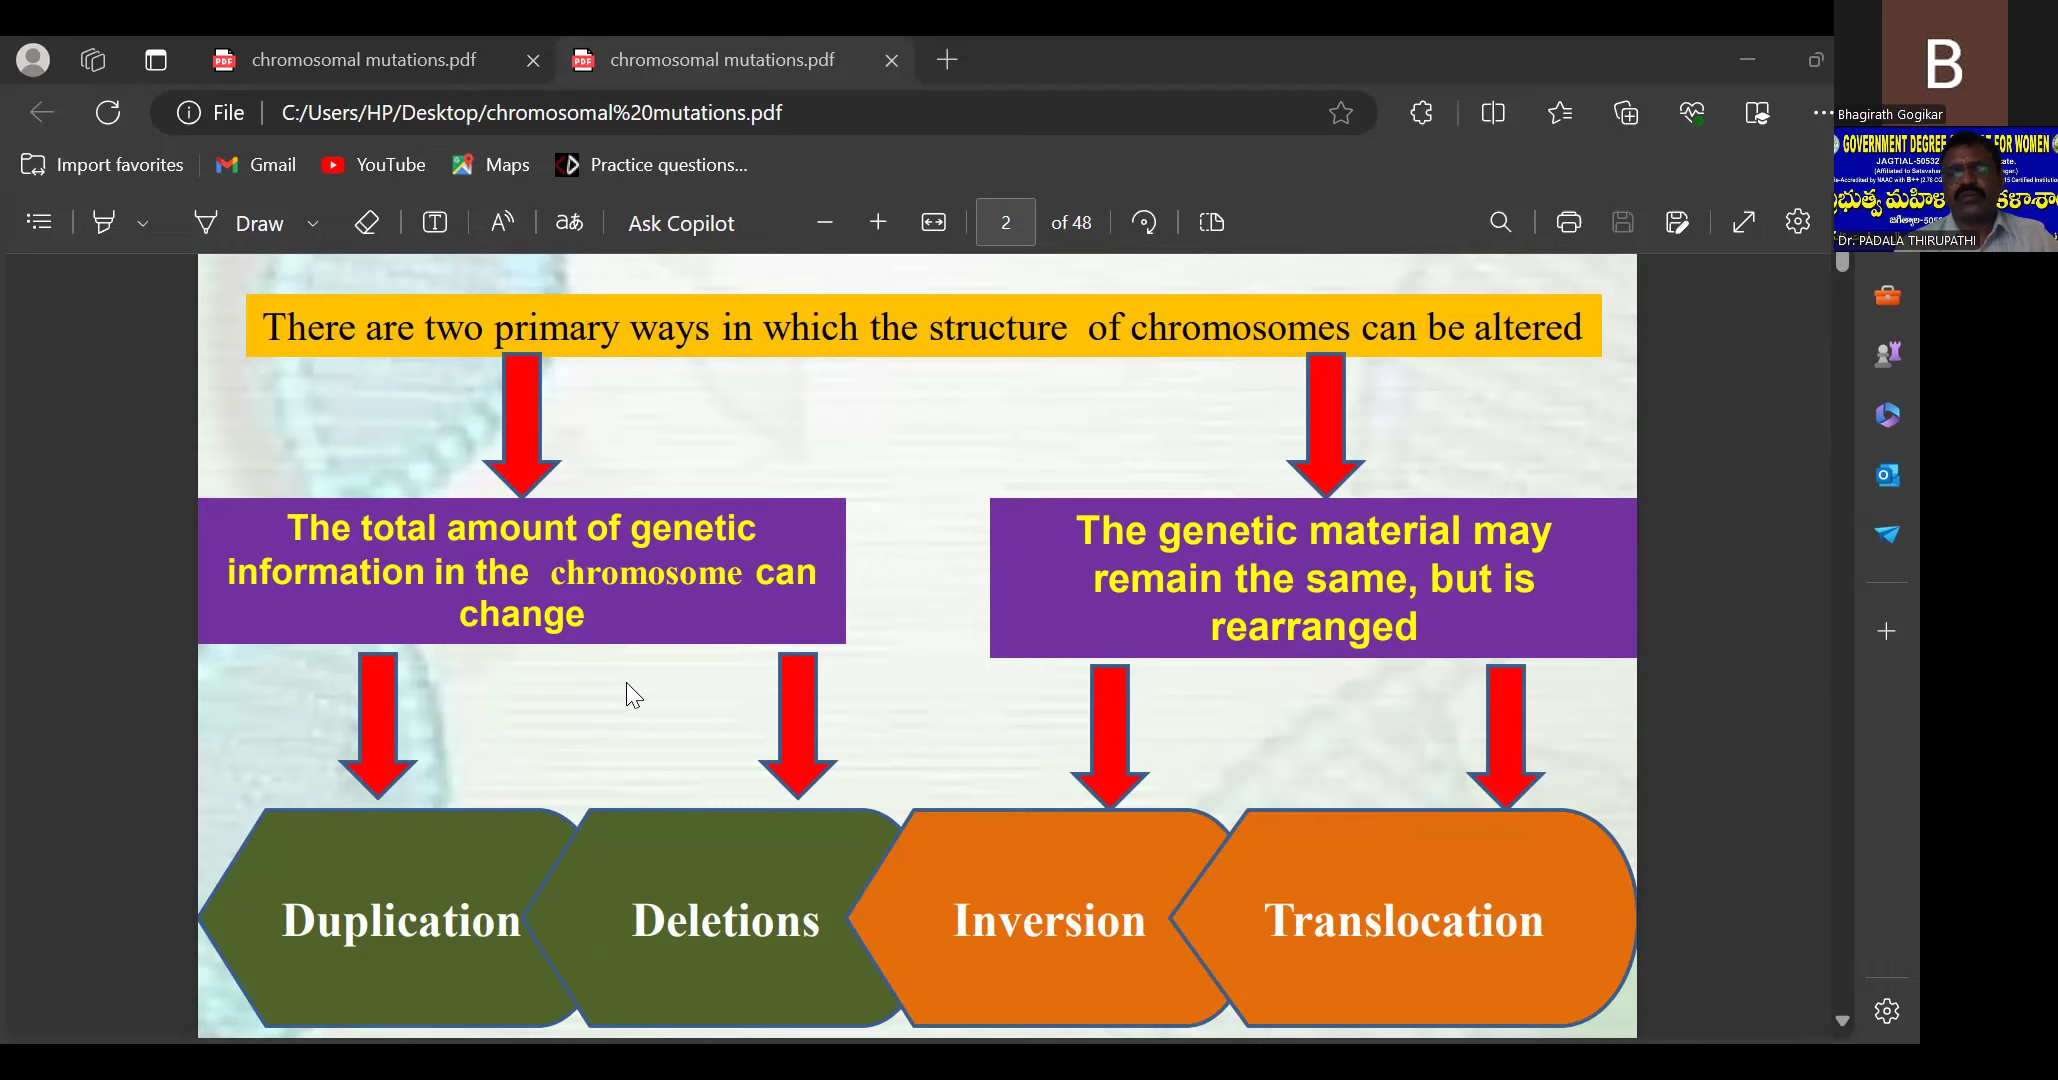 chromosomal mutations.pdf
chromosomal mutations.pdf
B
File
C:/Users/HP/Desktop/chromosomal%20mutations.pdf
Bhagirath Gogikar
Import favorites
Gmail
YouTube
Maps
Practice questions...
GOVERNMENT DEGREE FOR WOMEN
Draw
Ask Copilot
2
of 48
Dr. PADALA THIRUPATHI
There are two primary ways in which the structure of chromosomes can be altered
The total amount of genetic
information in the chromosome can
change
The genetic material may
remain the same, but is
rearranged
Duplication
Deletions
Inversion
Translocation